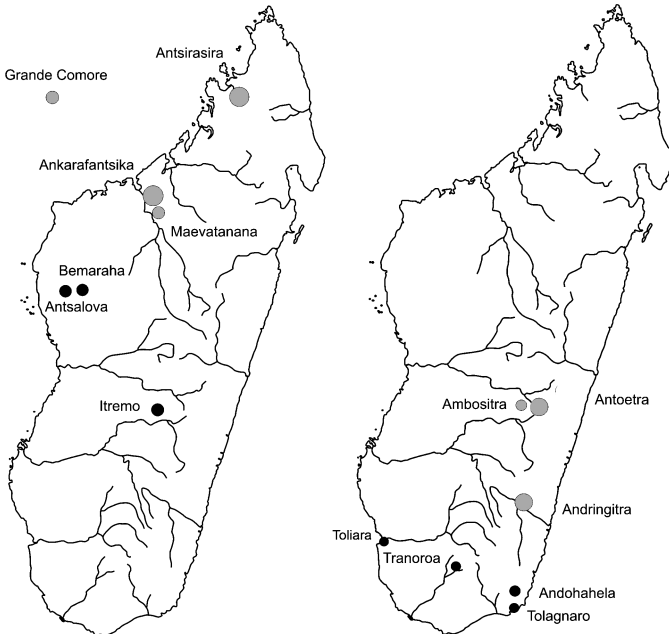 Antsirasira
Grande Comore
Ankarafantsika
Maevatanana
Bemaraha
Antsalova
Itremo
Ambositra
Antoetra
Andringitra
Toliara
Tranoroa
Andohahela
Tolagnaro